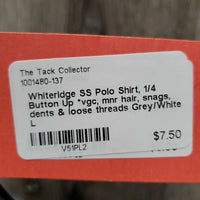 The Tack Collector
1001480-137
Whiteridge SS Polo Shirt, 1/4
Button Up *vgc, mnr hair, snags,
dents & loose threads Grey/White
L
$7.50
V51PL2